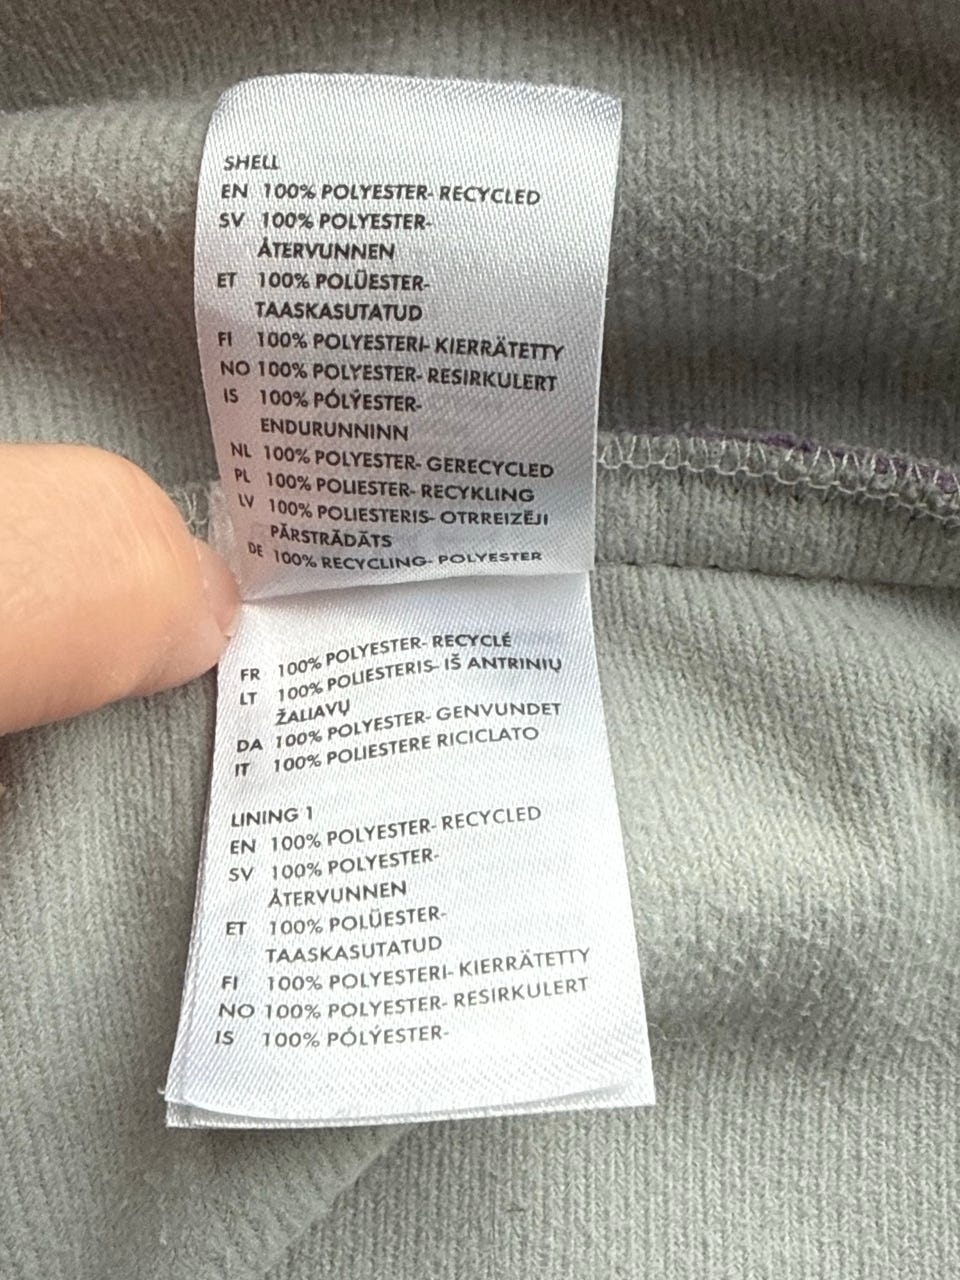 SHELL
EN 100% POLYESTER- RECYCLED
SV 100% POLYESTER-
ÅTERVUNNEN
ET 100% POLÜESTER-
TAASKASUTATUD
FI 100% POLYESTERI- KIERRÄTETTY
NO 100% POLYESTER- RESIRKULERT
IS 100% PÓLÝESTER-
ENDURUNNINN
NL 100% POLYESTER- GERECYCLED
PL 100% POLIESTER- RECYKLING
LV 100% POLIESTERIS- OTRREIZĒJI
PĀRSTRĀDĀTS
DE 100% RECYCLING- POLYESTER
FR 100% POLYESTER- RECYCLÉ
LT 100% POLIESTERIS- IŠ ANTRINIŲ
ŽALIAVŲ
DA 100% POLYESTER- GENVUNDET
IT 100% POLIESTERE RICICLATO
LINING 1
EN 100% POLYESTER- RECYCLED
SV 100% POLYESTER-
ÅTERVUNNEN
ET 100% POLÜESTER-
TAASKASUTATUD
FI 100% POLYESTERI- KIERRÄTETTY
NO 100% POLYESTER- RESIRKULERT
IS 100% PÓLÝESTER-